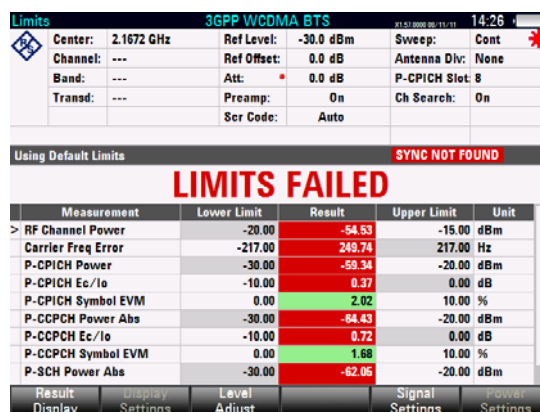 Limits 3GPP WCDMA BTS X1.57.0000 08/11/11 14:26
Center: 2.1672 GHz Ref Level: -30.0 dBm Sweep: Cont
Channel: --- Ref Offset: 0.0 dB Antenna Div: None
Band: --- Att: 0.0 dB P-CPICH Slot: 8
Transd: --- Preamp: On Ch Search: On
Scr Code: Auto
Using Default Limits SYNC NOT FOUND
LIMITS FAILED
Measurement Lower Limit Result Upper Limit Unit
> RF Channel Power -20.00 -54.53 -15.00 dBm
Carrier Freq Error -217.00 249.74 217.00 Hz
P-CPICH Power -30.00 -59.34 -20.00 dBm
P-CPICH Ec/Io -10.00 0.37 0.00 dB
P-CPICH Symbol EVM 0.00 2.02 10.00 %
P-CCPCH Power Abs -30.00 -64.43 -20.00 dBm
P-CCPCH Ec/Io -10.00 0.72 0.00 dB
P-CCPCH Symbol EVM 0.00 1.68 10.00 %
P-SCH Power Abs -30.00 -62.05 -20.00 dBm
Result Display Level Signal Power
Display Settings Adjust Settings Settings